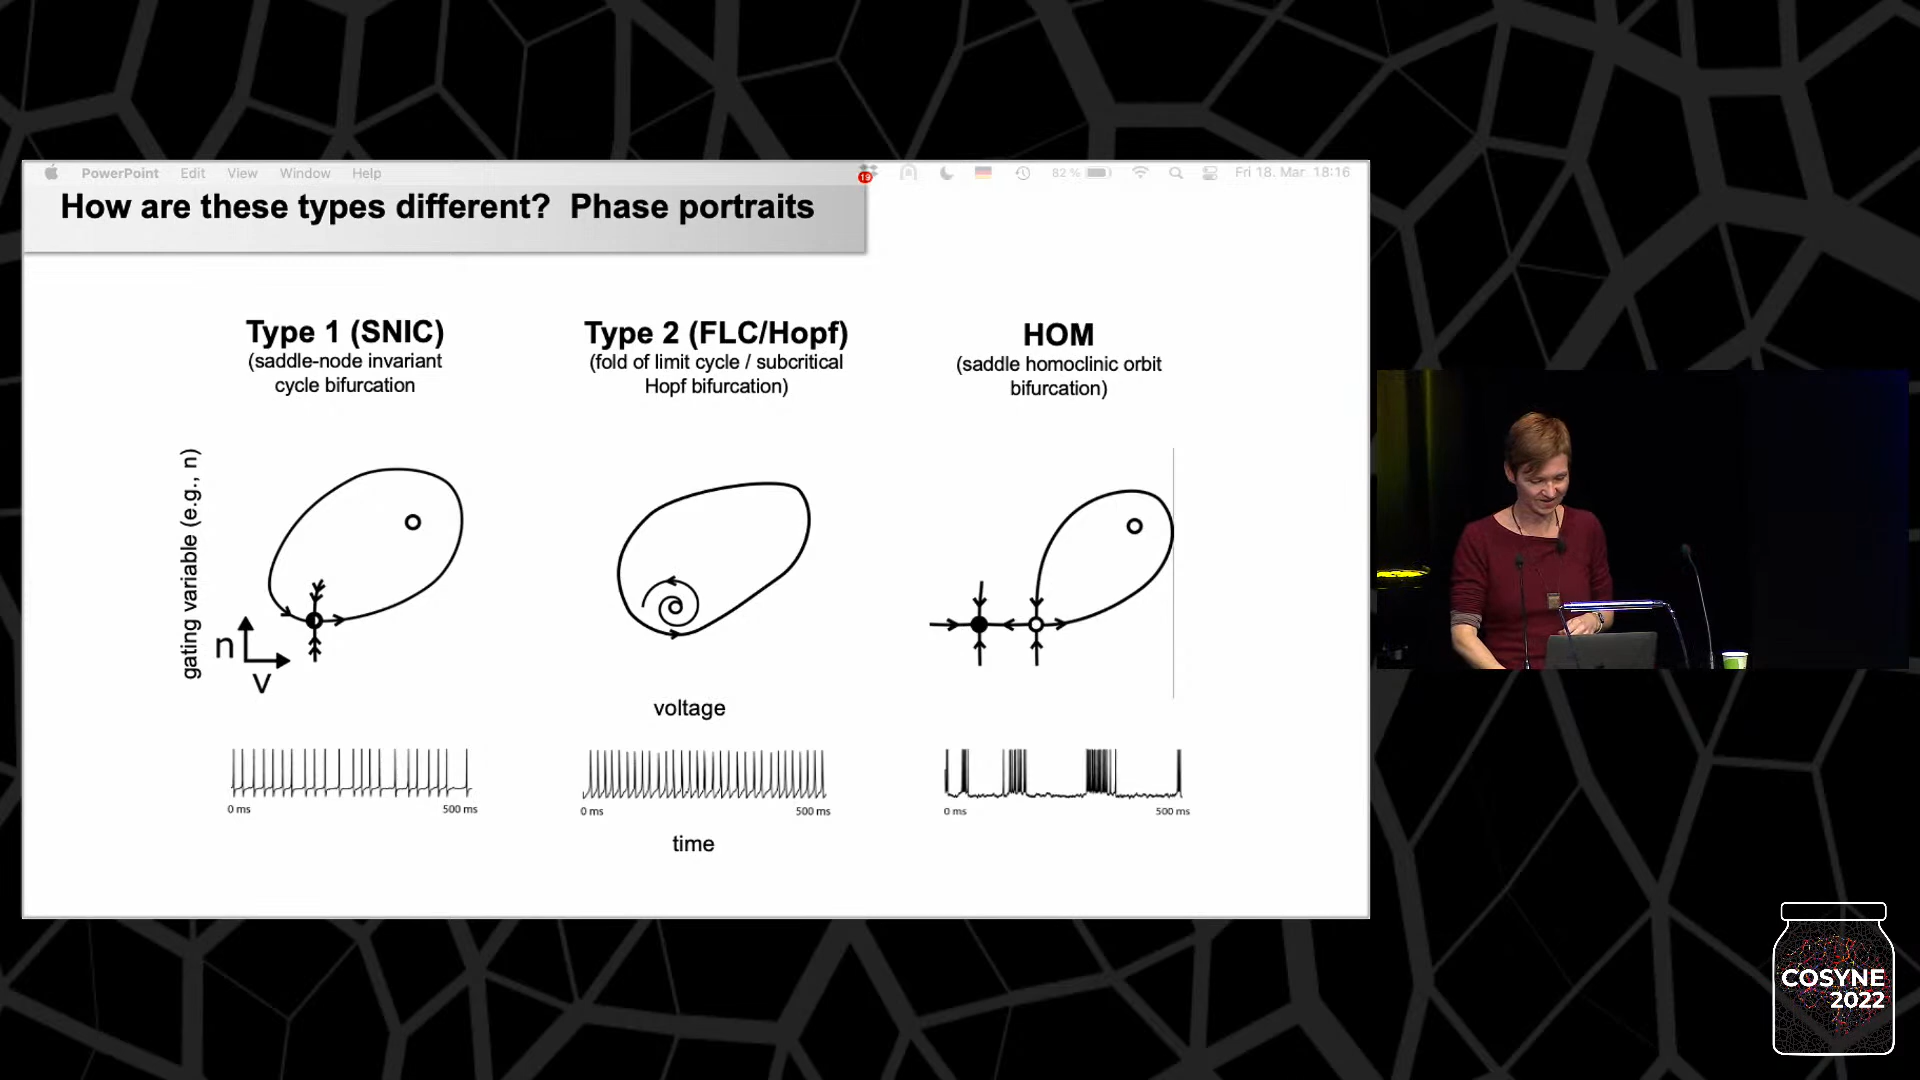 PowerPoint Edit View Window Help 19 82 % Fri 18. Mar 18:16
How are these types different? Phase portraits
Type 1 (SNIC)
(saddle-node invariant
cycle bifurcation
Type 2 (FLC/Hopf)
(fold of limit cycle / subcritical
Hopf bifurcation)
HOM
(saddle homoclinic orbit
bifurcation)
gating variable (e.g., n)
n
V
voltage
0 ms 500 ms
0 ms 500 ms
0 ms 500 ms
time
COSYNE
2022